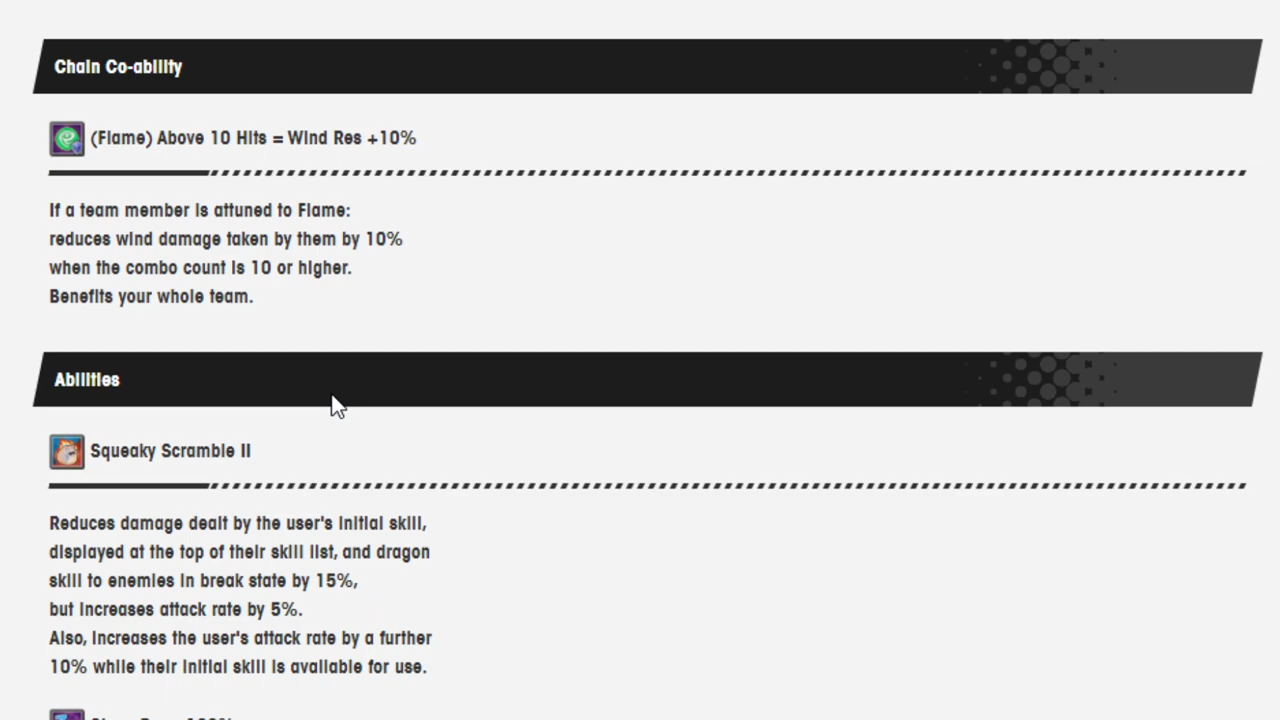 Chain Co-ability
(Flame) Above 10 Hits = Wind Res +10%
If a team member is attuned to Flame:
reduces wind damage taken by them by 10%
when the combo count is 10 or higher.
Benefits your whole team.
Abilities
Squeaky Scramble II
Reduces damage dealt by the user's initial skill,
displayed at the top of their skill list, and dragon
skill to enemies in break state by 15%,
but increases attack rate by 5%.
Also, increases the user's attack rate by a further
10% while their initial skill is available for use.